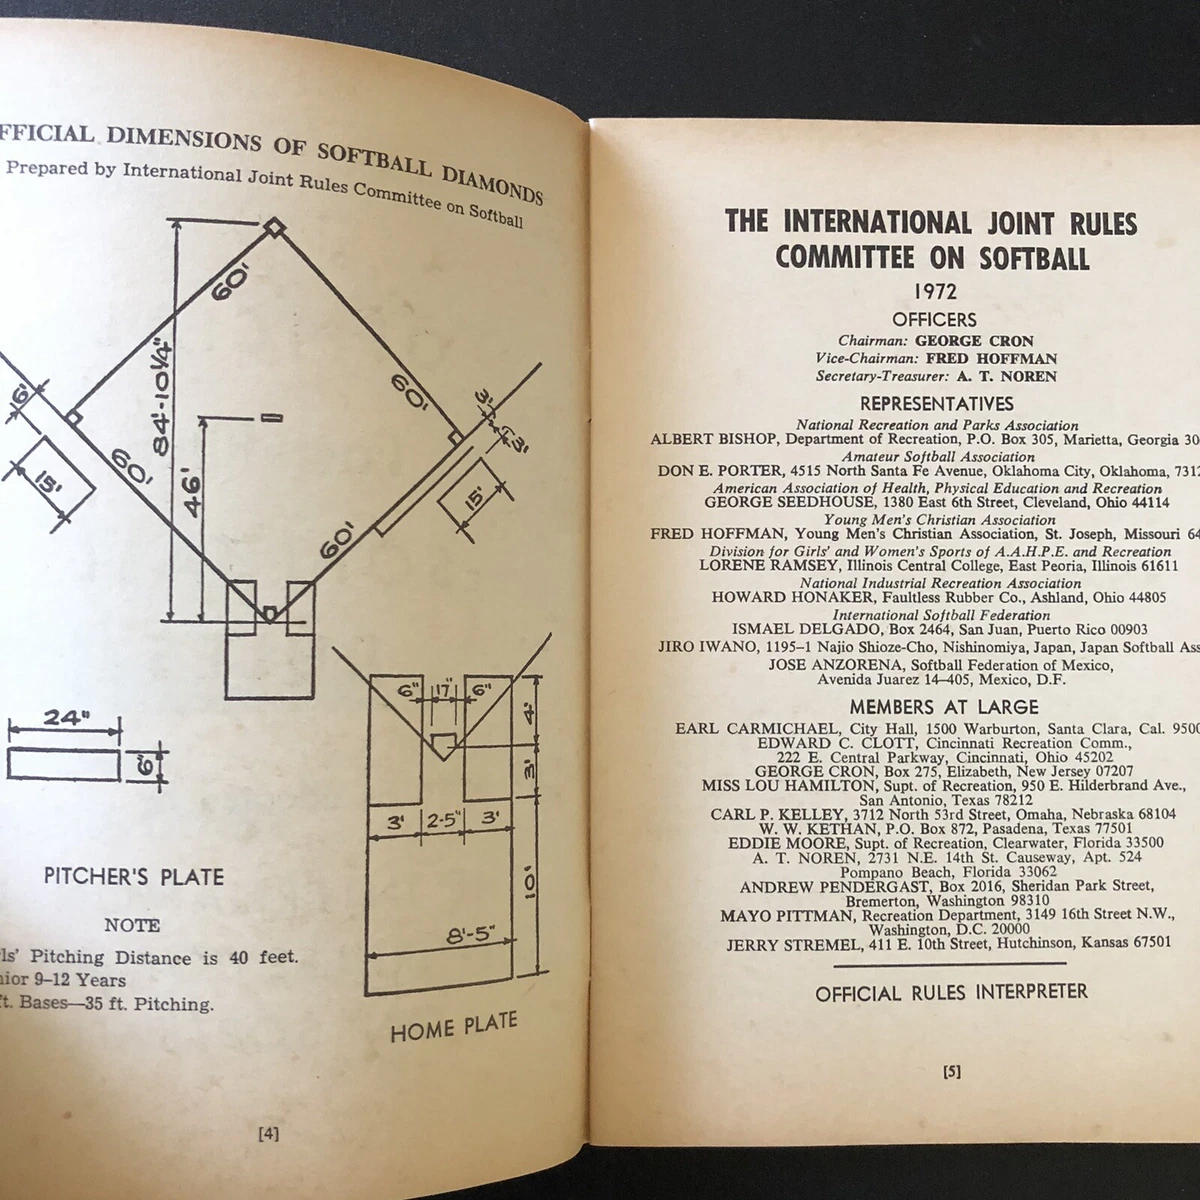 OFFICIAL DIMENSIONS OF SOFTBALL DIAMONDS
Prepared by International Joint Rules Committee on Softball
60'
60'
84'-10¼"
6'
3'
3'
60'
46'
15'
15'
60'
6" 17" 6"
4'
24"
6"
3'
3' 2'-5" 3'
10'
8'-5"
PITCHER'S PLATE
NOTE
Pitching Distance is 40 feet.
9-12 Years
ft. Bases—35 ft. Pitching.
HOME PLATE
[4]
THE INTERNATIONAL JOINT RULES
COMMITTEE ON SOFTBALL
1972
OFFICERS
Chairman: GEORGE CRON
Vice-Chairman: FRED HOFFMAN
Secretary-Treasurer: A. T. NOREN
REPRESENTATIVES
National Recreation and Parks Association
ALBERT BISHOP, Department of Recreation, P.O. Box 305, Marietta, Georgia 30
Amateur Softball Association
DON E. PORTER, 4515 North Santa Fe Avenue, Oklahoma City, Oklahoma, 731
American Association of Health, Physical Education and Recreation
GEORGE SEEDHOUSE, 1380 East 6th Street, Cleveland, Ohio 44114
Young Men's Christian Association
FRED HOFFMAN, Young Men's Christian Association, St. Joseph, Missouri 64
Division for Girls' and Women's Sports of A.A.H.P.E. and Recreation
LORENE RAMSEY, Illinois Central College, East Peoria, Illinois 61611
National Industrial Recreation Association
HOWARD HONAKER, Faultless Rubber Co., Ashland, Ohio 44805
International Softball Federation
ISMAEL DELGADO, Box 2464, San Juan, Puerto Rico 00903
JIRO IWANO, 1195-1 Najio Shioze-Cho, Nishinomiya, Japan, Japan Softball Ass
JOSE ANZORENA, Softball Federation of Mexico,
Avenida Juarez 14-405, Mexico, D.F.
MEMBERS AT LARGE
EARL CARMICHAEL, City Hall, 1500 Warburton, Santa Clara, Cal. 9500
EDWARD C. CLOTT, Cincinnati Recreation Comm.,
222 E. Central Parkway, Cincinnati, Ohio 45202
GEORGE CRON, Box 275, Elizabeth, New Jersey 07207
MISS LOU HAMILTON, Supt. of Recreation, 950 E. Hilderbrand Ave.,
San Antonio, Texas 78212
CARL P. KELLEY, 3712 North 53rd Street, Omaha, Nebraska 68104
W. W. KETHAN, P.O. Box 872, Pasadena, Texas 77501
EDDIE MOORE, Supt. of Recreation, Clearwater, Florida 33500
A. T. NOREN, 2731 N.E. 14th St. Causeway, Apt. 524
Pompano Beach, Florida 33062
ANDREW PENDERGAST, Box 2016, Sheridan Park Street,
Bremerton, Washington 98310
MAYO PITTMAN, Recreation Department, 3149 16th Street N.W.,
Washington, D.C. 20000
JERRY STREMEL, 411 E. 10th Street, Hutchinson, Kansas 67501
OFFICIAL RULES INTERPRETER
[5]